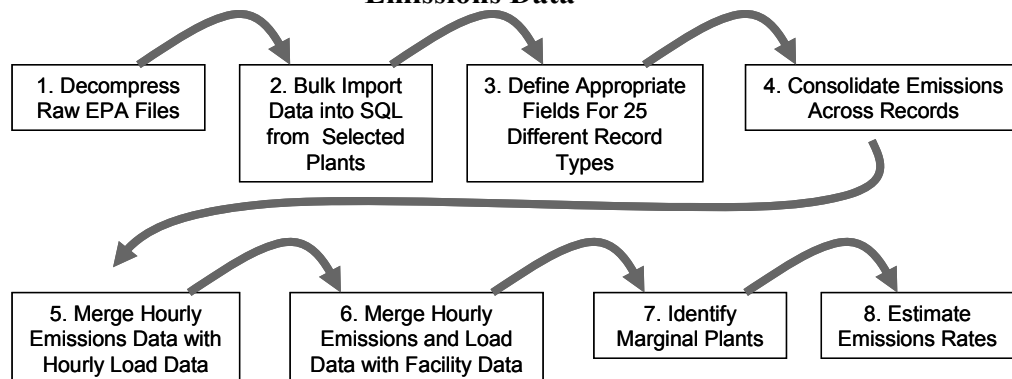 Emissions Data
1. Decompress
Raw EPA Files
2. Bulk Import
Data into SQL
from Selected
Plants
3. Define Appropriate
Fields For 25
Different Record
Types
4. Consolidate Emissions
Across Records
5. Merge Hourly
Emissions Data with
Hourly Load Data
6. Merge Hourly
Emissions and Load
Data with Facility Data
7. Identify
Marginal Plants
8. Estimate
Emissions Rates